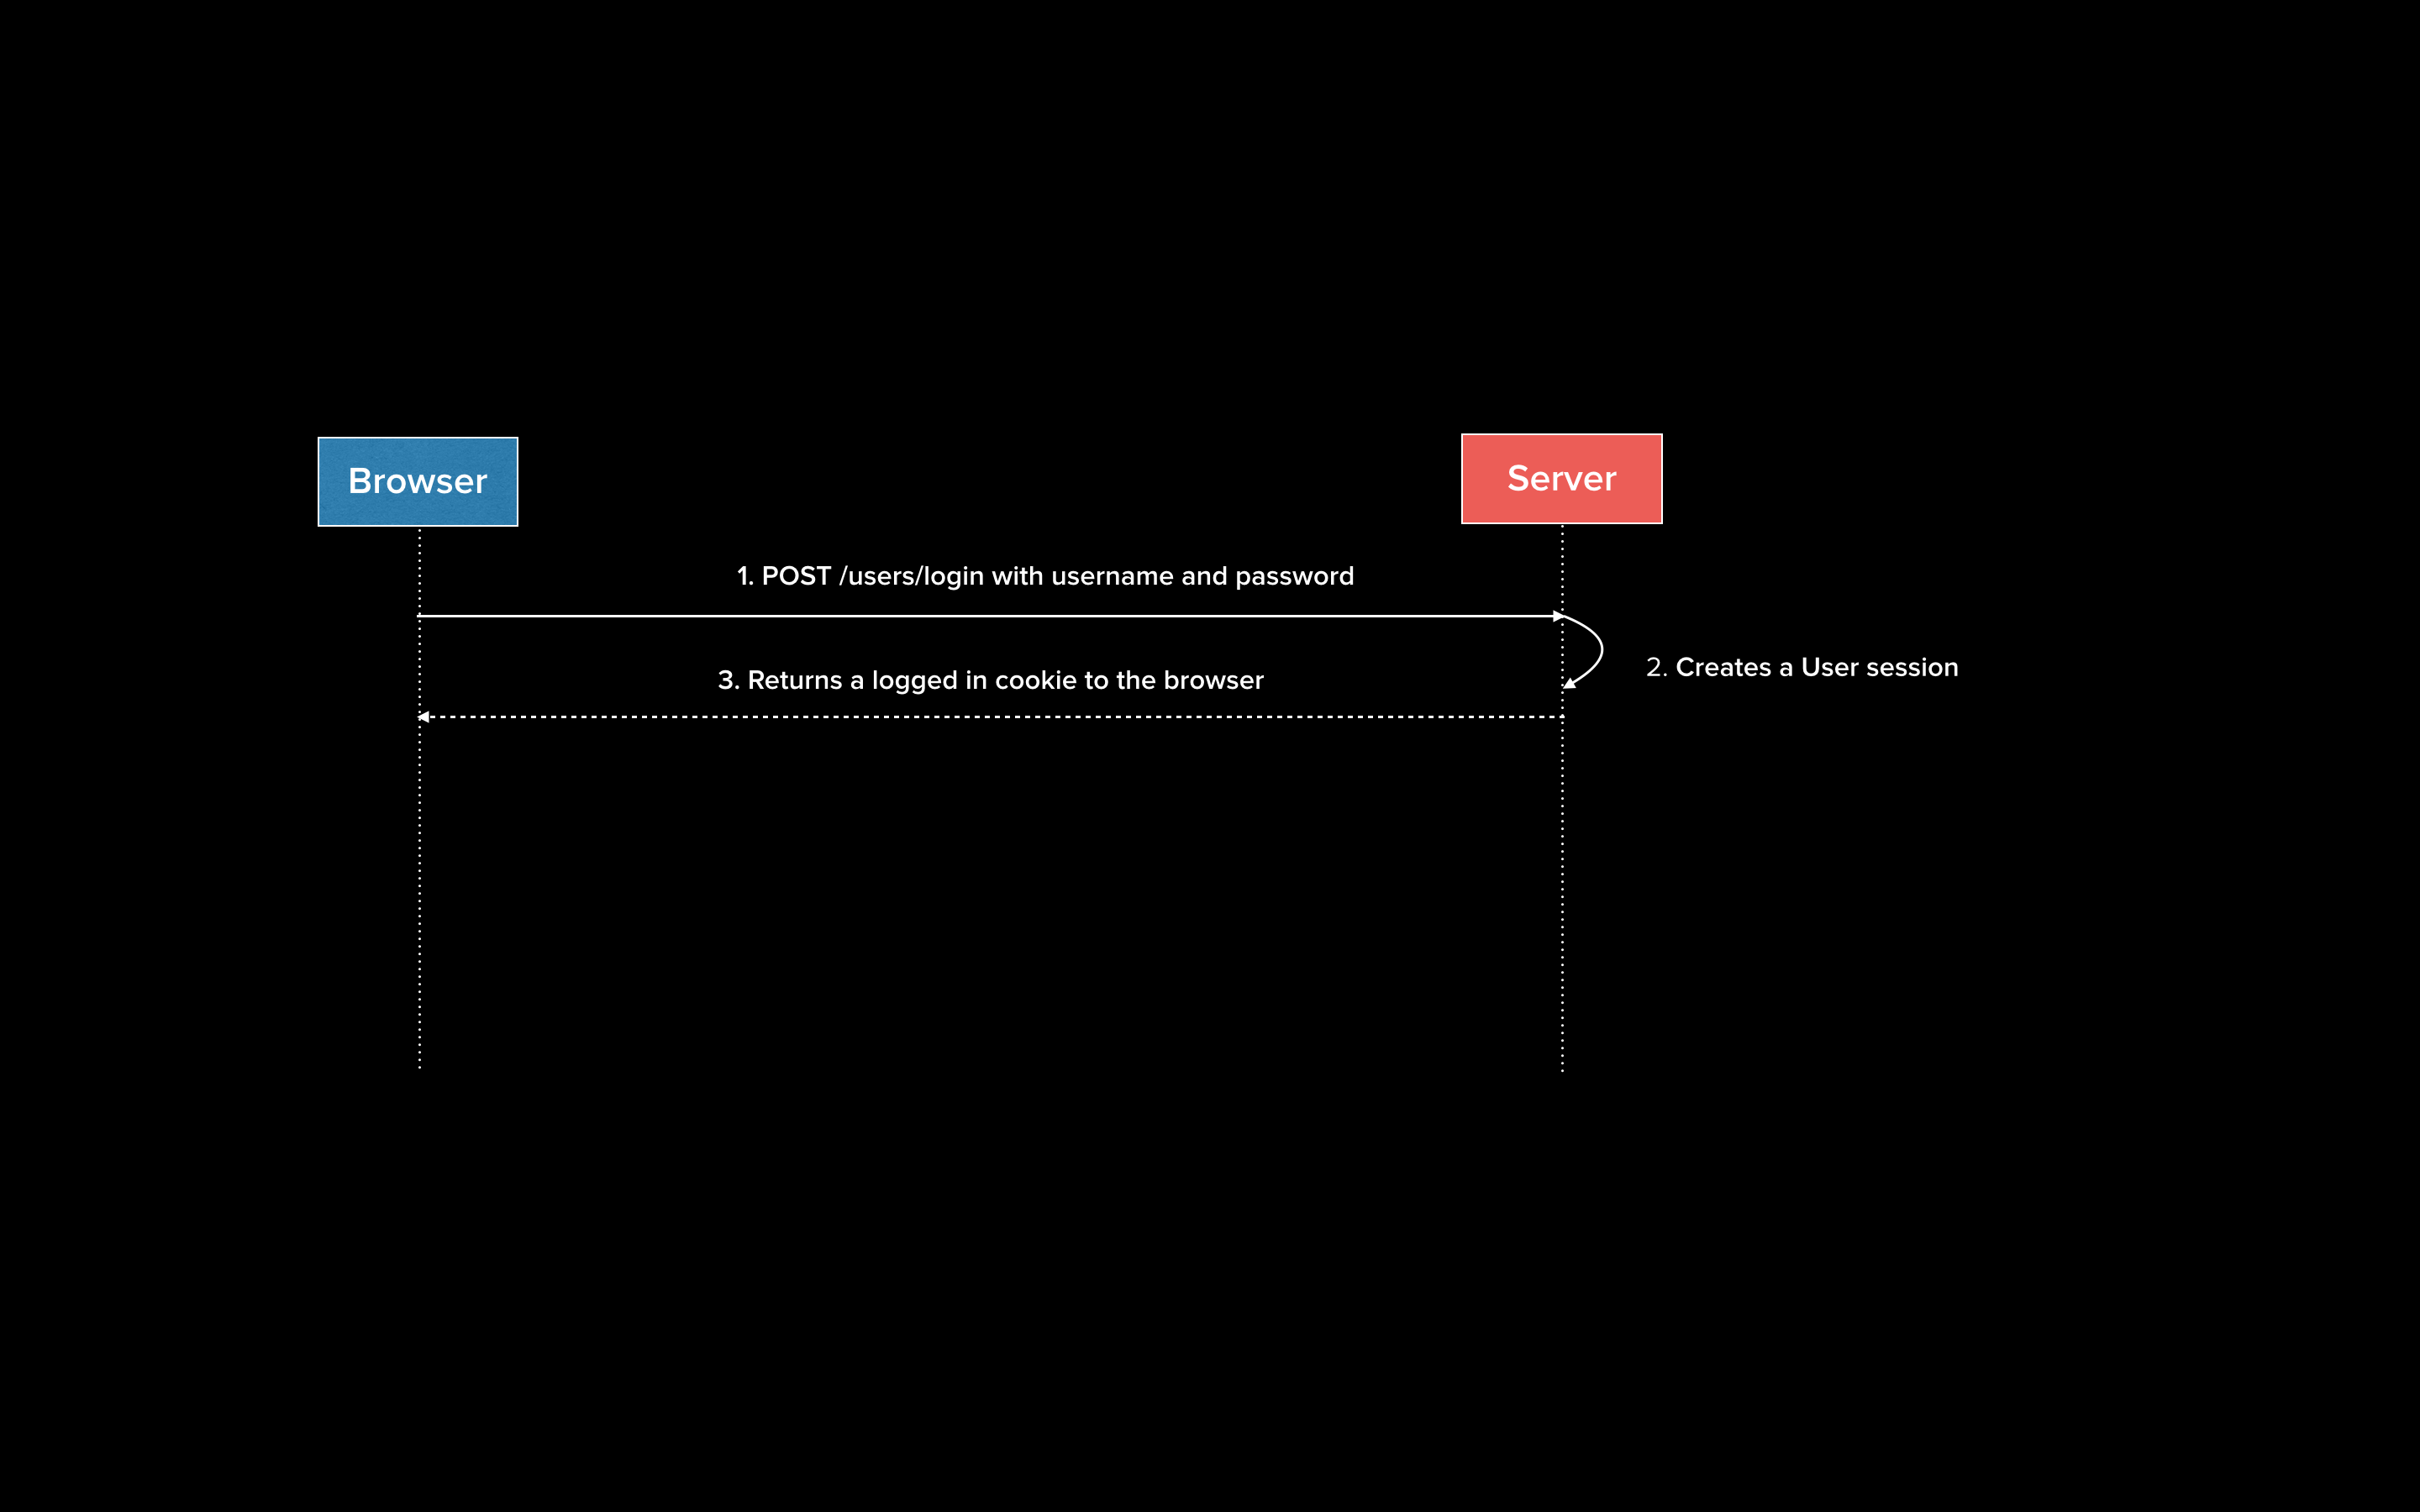 Browser
Server
1. POST /users/login with username and password
2. Creates a User session
3. Returns a logged in cookie to the browser